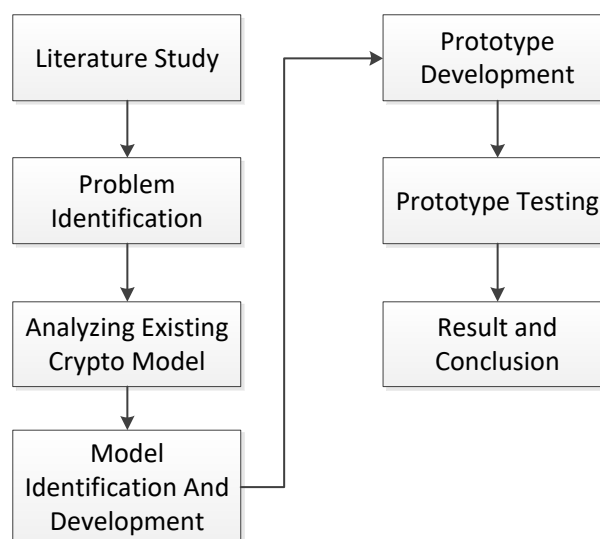 Literature Study
Problem
Identification
Analyzing Existing
Crypto Model
Model
Identification And
Development
Prototype
Development
Prototype Testing
Result and
Conclusion